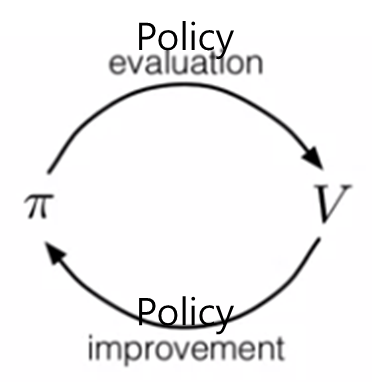 Policy
evaluation
π
V
Policy
improvement